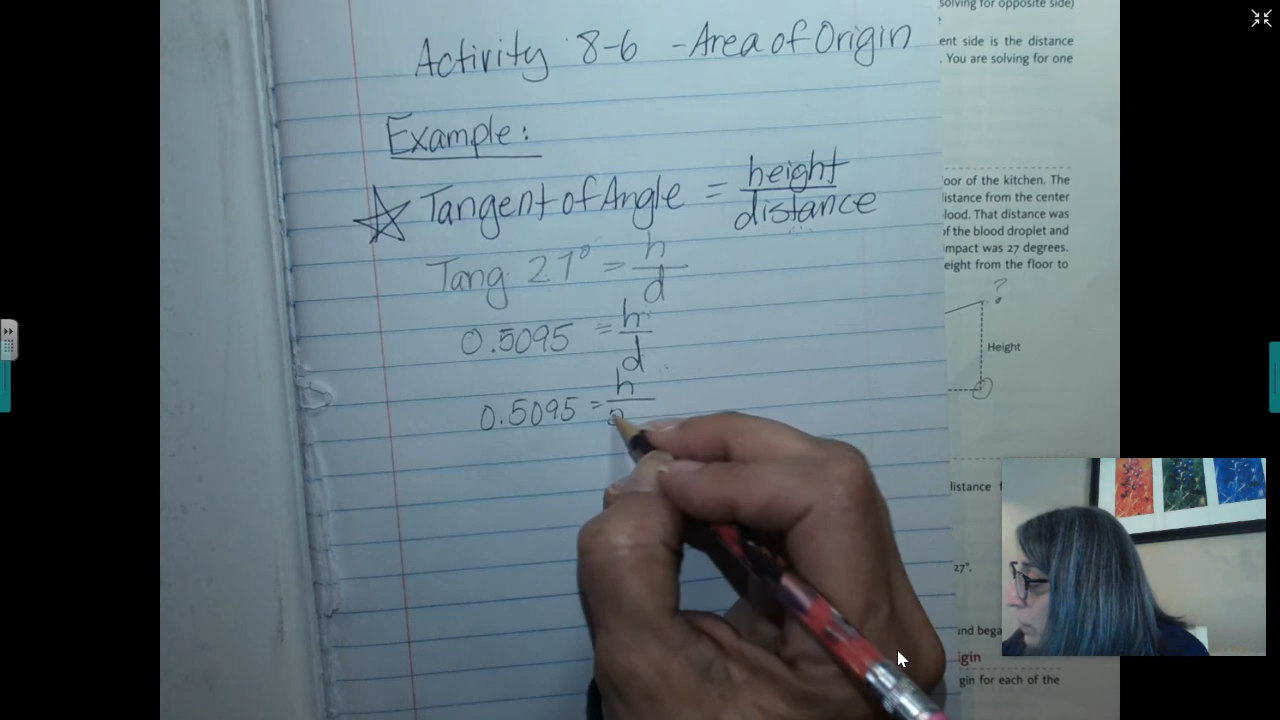 Activity 8-6 - Area of Origin
Example:
Tangent of Angle = height
distance
Tang 27° = h
d
0.5095 = h
d
0.5095 = h
solving for opposite side)
ent side is the distance
. You are solving for one
oor of the kitchen. The
listance from the center
lood. That distance was
of the blood droplet and
mpact was 27 degrees.
eight from the floor to
?
Height
listance
27°.
und bega
igin
gin for each of the